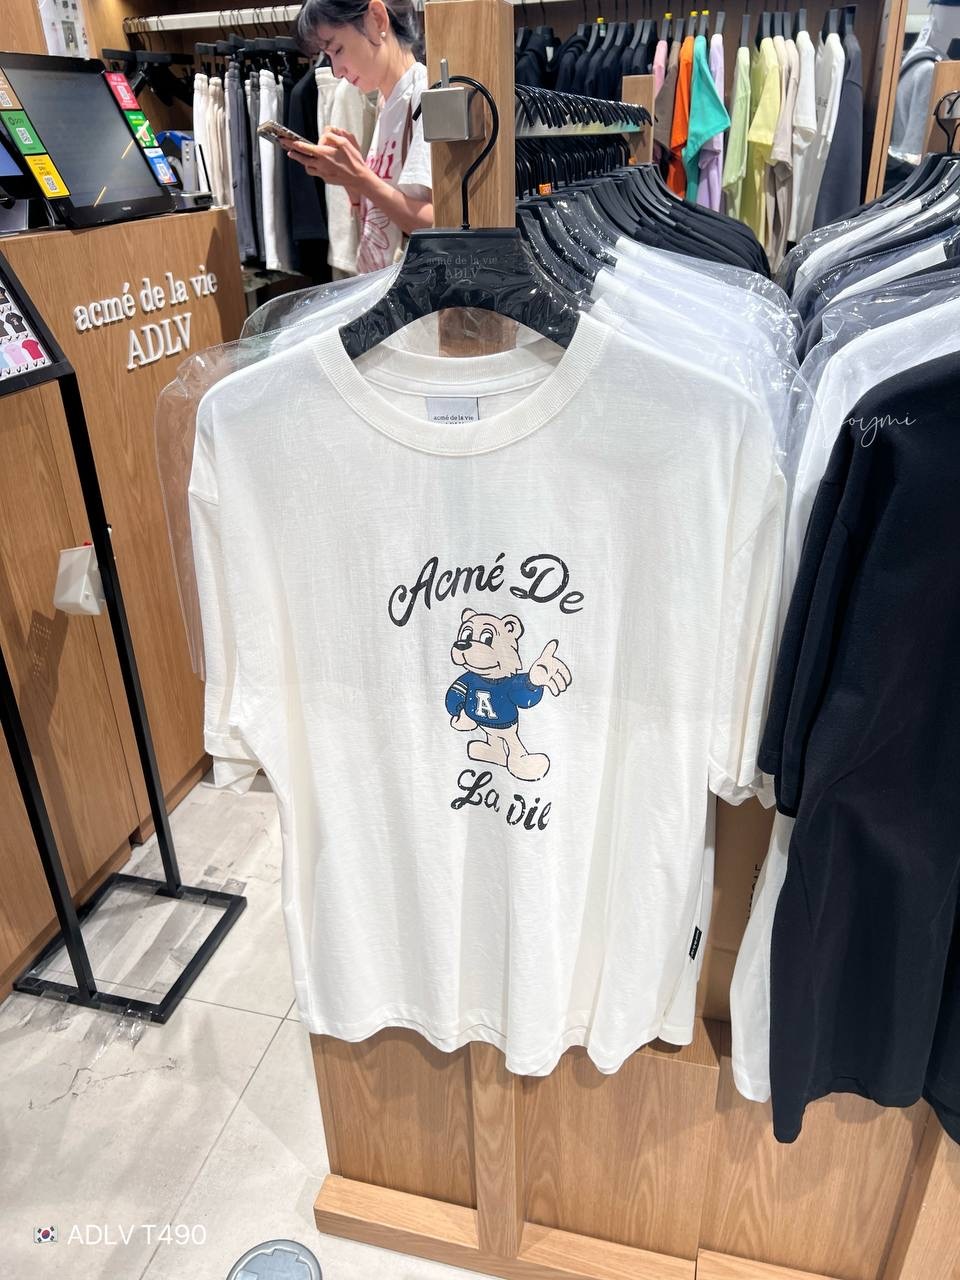 acmé de la vie
ADLV
acmé de la vie
ADLV
acmé de la vie
Acmé De
A
La Vie
ADLV T490